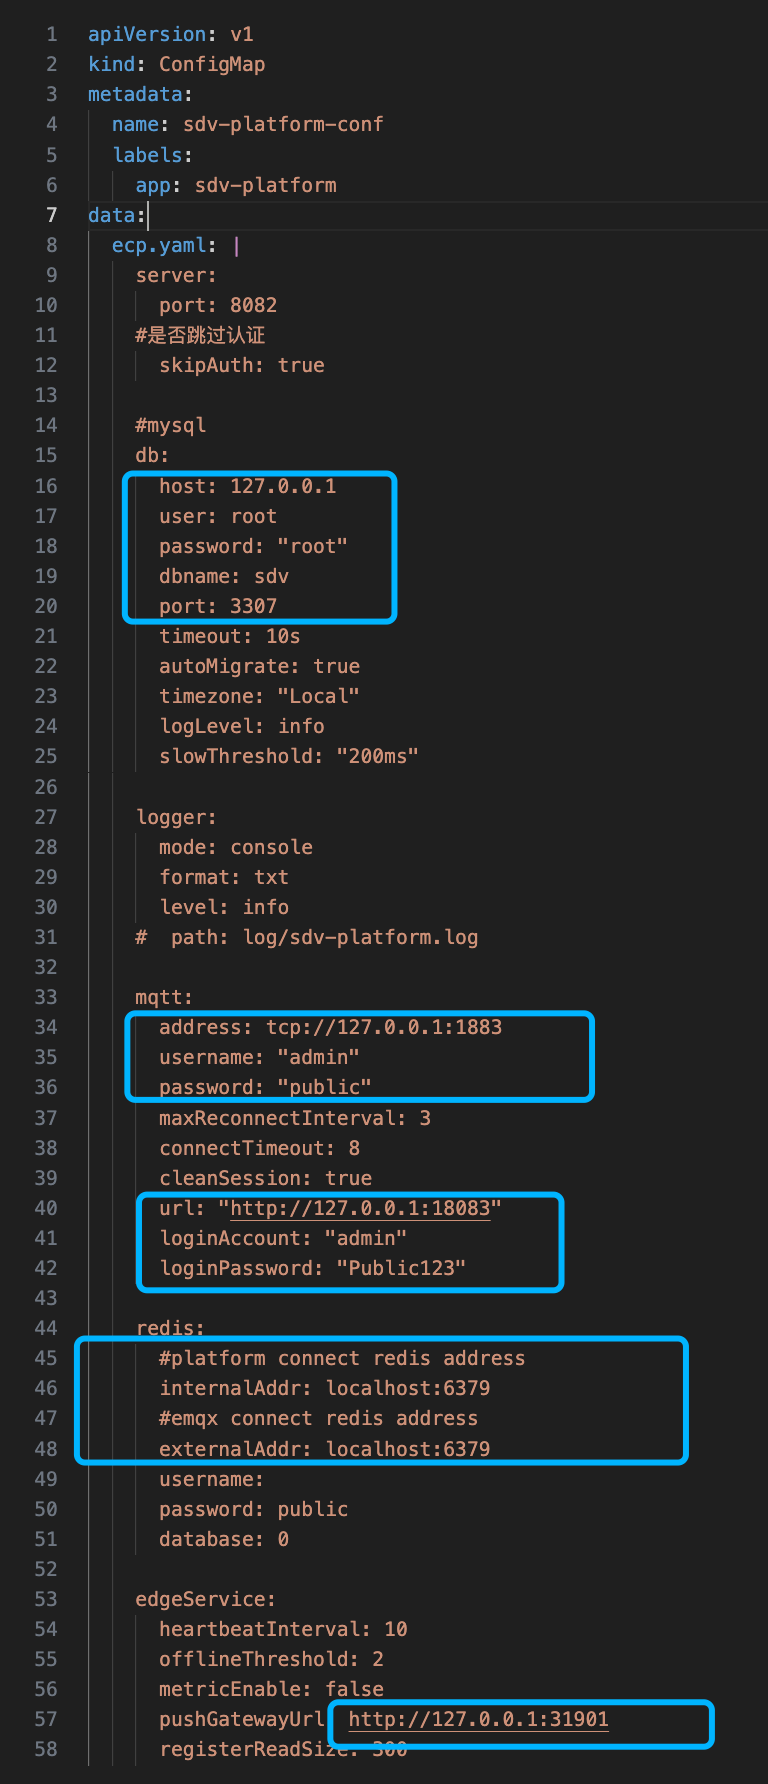 1 apiVersion: v1
2 kind: ConfigMap
3 metadata:
4   name: sdv-platform-conf
5   labels:
6     app: sdv-platform
7 data:
8   ecp.yaml: |
9     server:
10       port: 8082
11     #是否跳过认证
12       skipAuth: true
13
14     #mysql
15     db:
16       host: 127.0.0.1
17       user: root
18       password: "root"
19       dbname: sdv
20       port: 3307
21       timeout: 10s
22       autoMigrate: true
23       timezone: "Local"
24       logLevel: info
25       slowThreshold: "200ms"
26
27     logger:
28       mode: console
29       format: txt
30       level: info
31     #  path: log/sdv-platform.log
32
33     mqtt:
34       address: tcp://127.0.0.1:1883
35       username: "admin"
36       password: "public"
37       maxReconnectInterval: 3
38       connectTimeout: 8
39       cleanSession: true
40       url: "http://127.0.0.1:18083"
41       loginAccount: "admin"
42       loginPassword: "Public123"
43
44     redis:
45       #platform connect redis address
46       internalAddr: localhost:6379
47       #emqx connect redis address
48       externalAddr: localhost:6379
49       username:
50       password: public
51       database: 0
52
53     edgeService:
54       heartbeatInterval: 10
55       offlineThreshold: 2
56       metricEnable: false
57       pushGatewayUrl http://127.0.0.1:31901
58       registerReadSize: 300